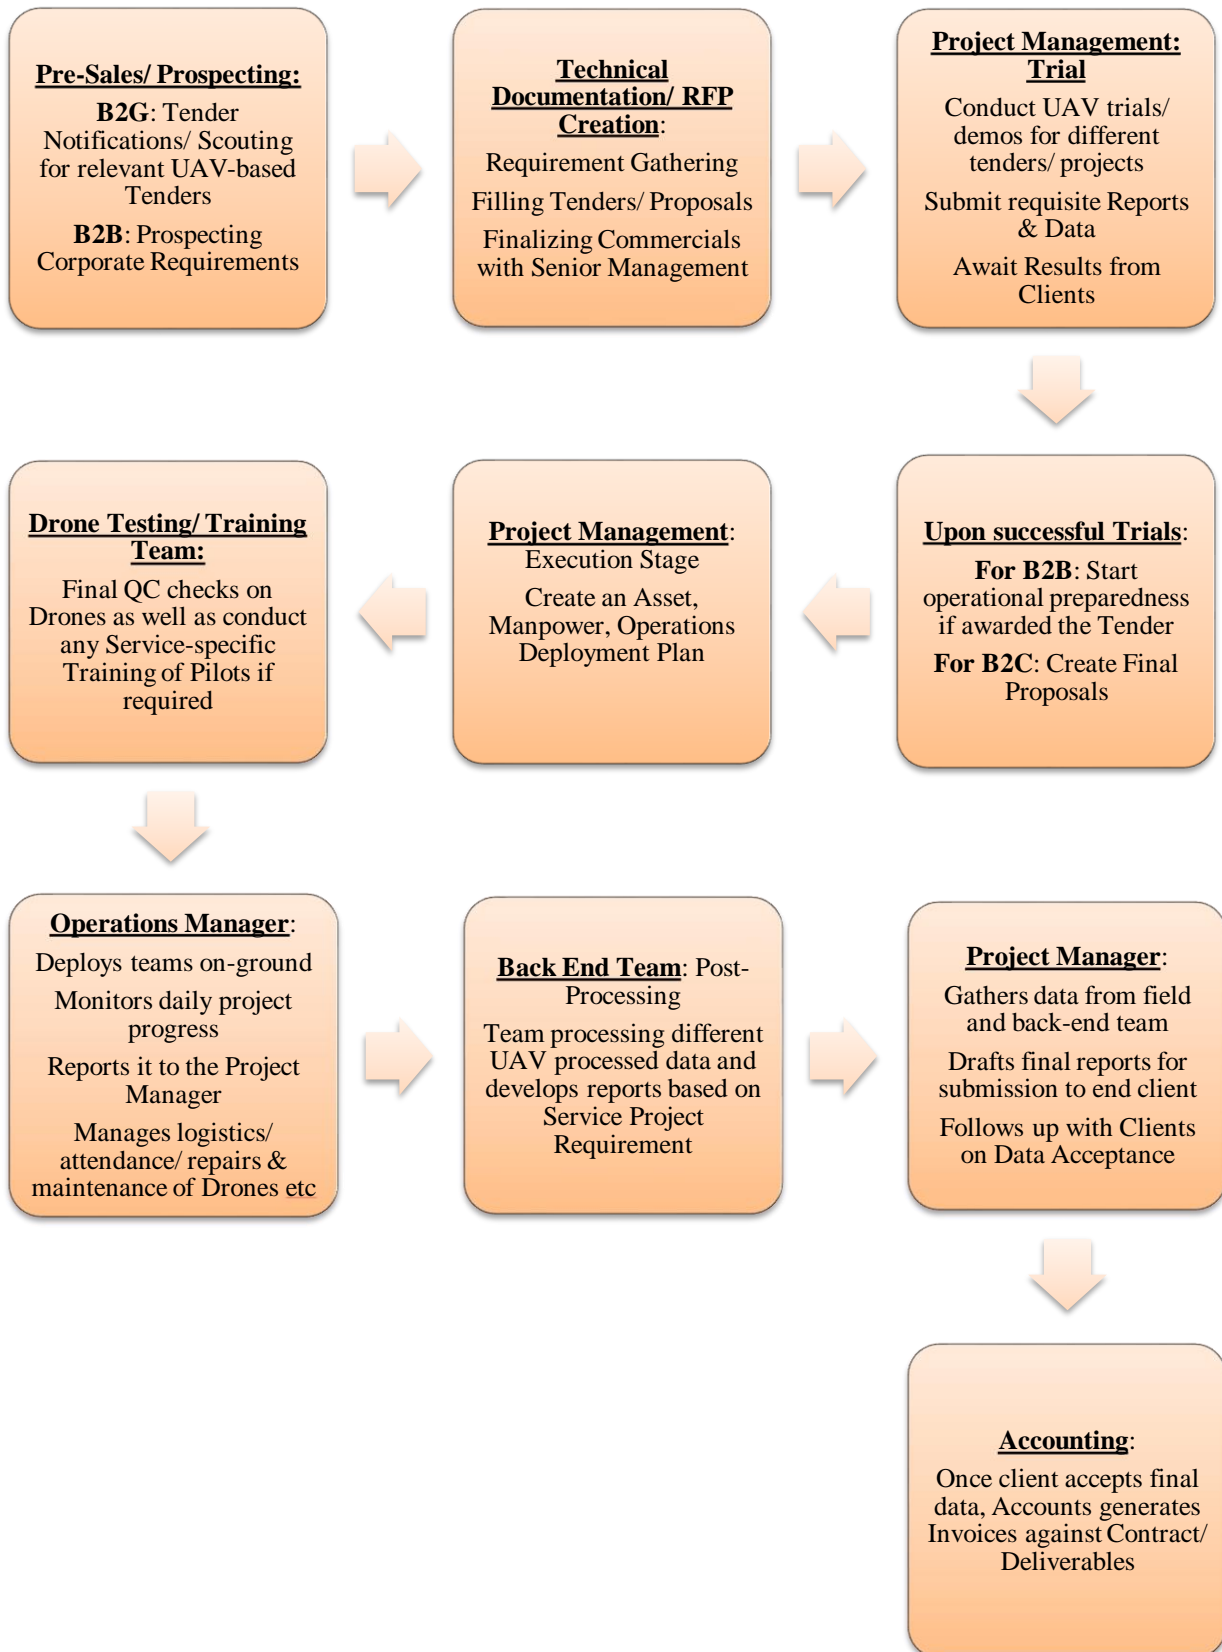 Pre-Sales/ Prospecting:
B2G: Tender
Notifications/ Scouting
for relevant UAV-based
Tenders
B2B: Prospecting
Corporate Requirements
Technical
Documentation/ RFP
Creation:
Requirement Gathering
Filling Tenders/ Proposals
Finalizing Commercials
with Senior Management
Project Management:
Trial
Conduct UAV trials/
demos for different
tenders/ projects
Submit requisite Reports
& Data
Await Results from
Clients
Upon successful Trials:
For B2B: Start
operational preparedness
if awarded the Tender
For B2C: Create Final
Proposals
Project Management:
Execution Stage
Create an Asset,
Manpower, Operations
Deployment Plan
Drone Testing/ Training
Team:
Final QC checks on
Drones as well as conduct
any Service-specific
Training of Pilots if
required
Operations Manager:
Deploys teams on-ground
Monitors daily project
progress
Reports it to the Project
Manager
Manages logistics/
attendance/ repairs &
maintenance of Drones etc
Back End Team: Post-
Processing
Team processing different
UAV processed data and
develops reports based on
Service Project
Requirement
Project Manager:
Gathers data from field
and back-end team
Drafts final reports for
submission to end client
Follows up with Clients
on Data Acceptance
Accounting:
Once client accepts final
data, Accounts generates
Invoices against Contract/
Deliverables